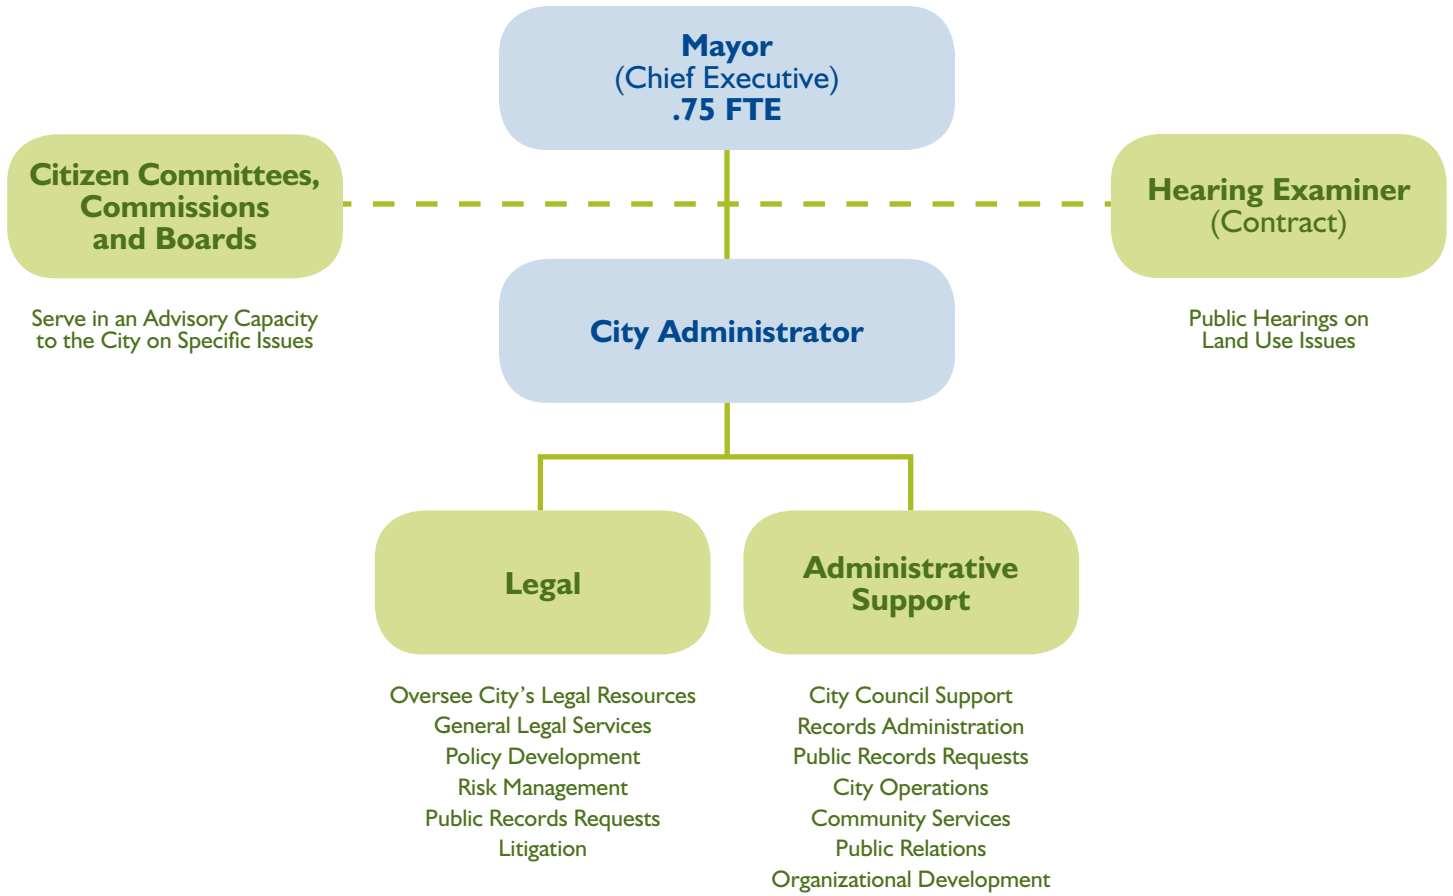 Mayor
(Chief Executive)
.75 FTE
Citizen Committees,
Commissions
and Boards
Serve in an Advisory Capacity
to the City on Specific Issues
Hearing Examiner
(Contract)
Public Hearings on
Land Use Issues
City Administrator
Legal
Oversee City's Legal Resources
General Legal Services
Policy Development
Risk Management
Public Records Requests
Litigation
Administrative
Support
City Council Support
Records Administration
Public Records Requests
City Operations
Community Services
Public Relations
Organizational Development